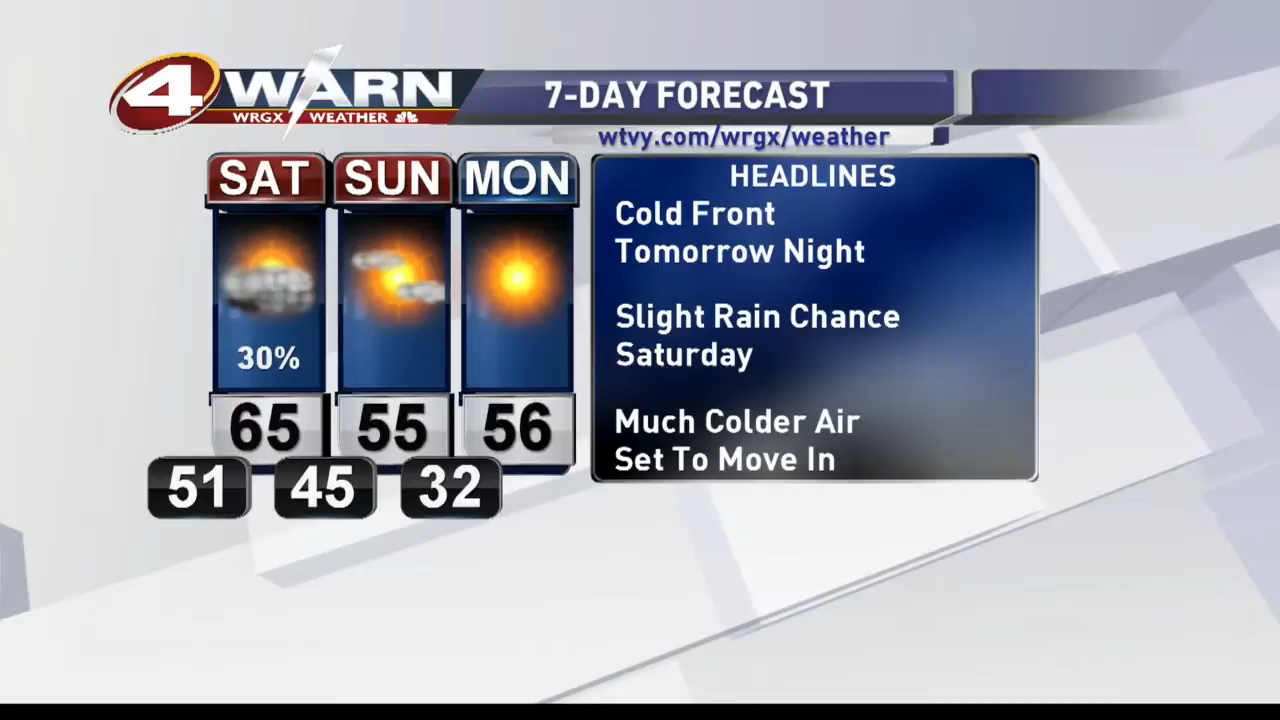 4 WARN
WRGX WEATHER
7-DAY FORECAST
wtvy.com/wrgx/weather
SAT SUN MON
30%
65 55 56
51 45 32
HEADLINES
Cold Front
Tomorrow Night
Slight Rain Chance
Saturday
Much Colder Air
Set To Move In